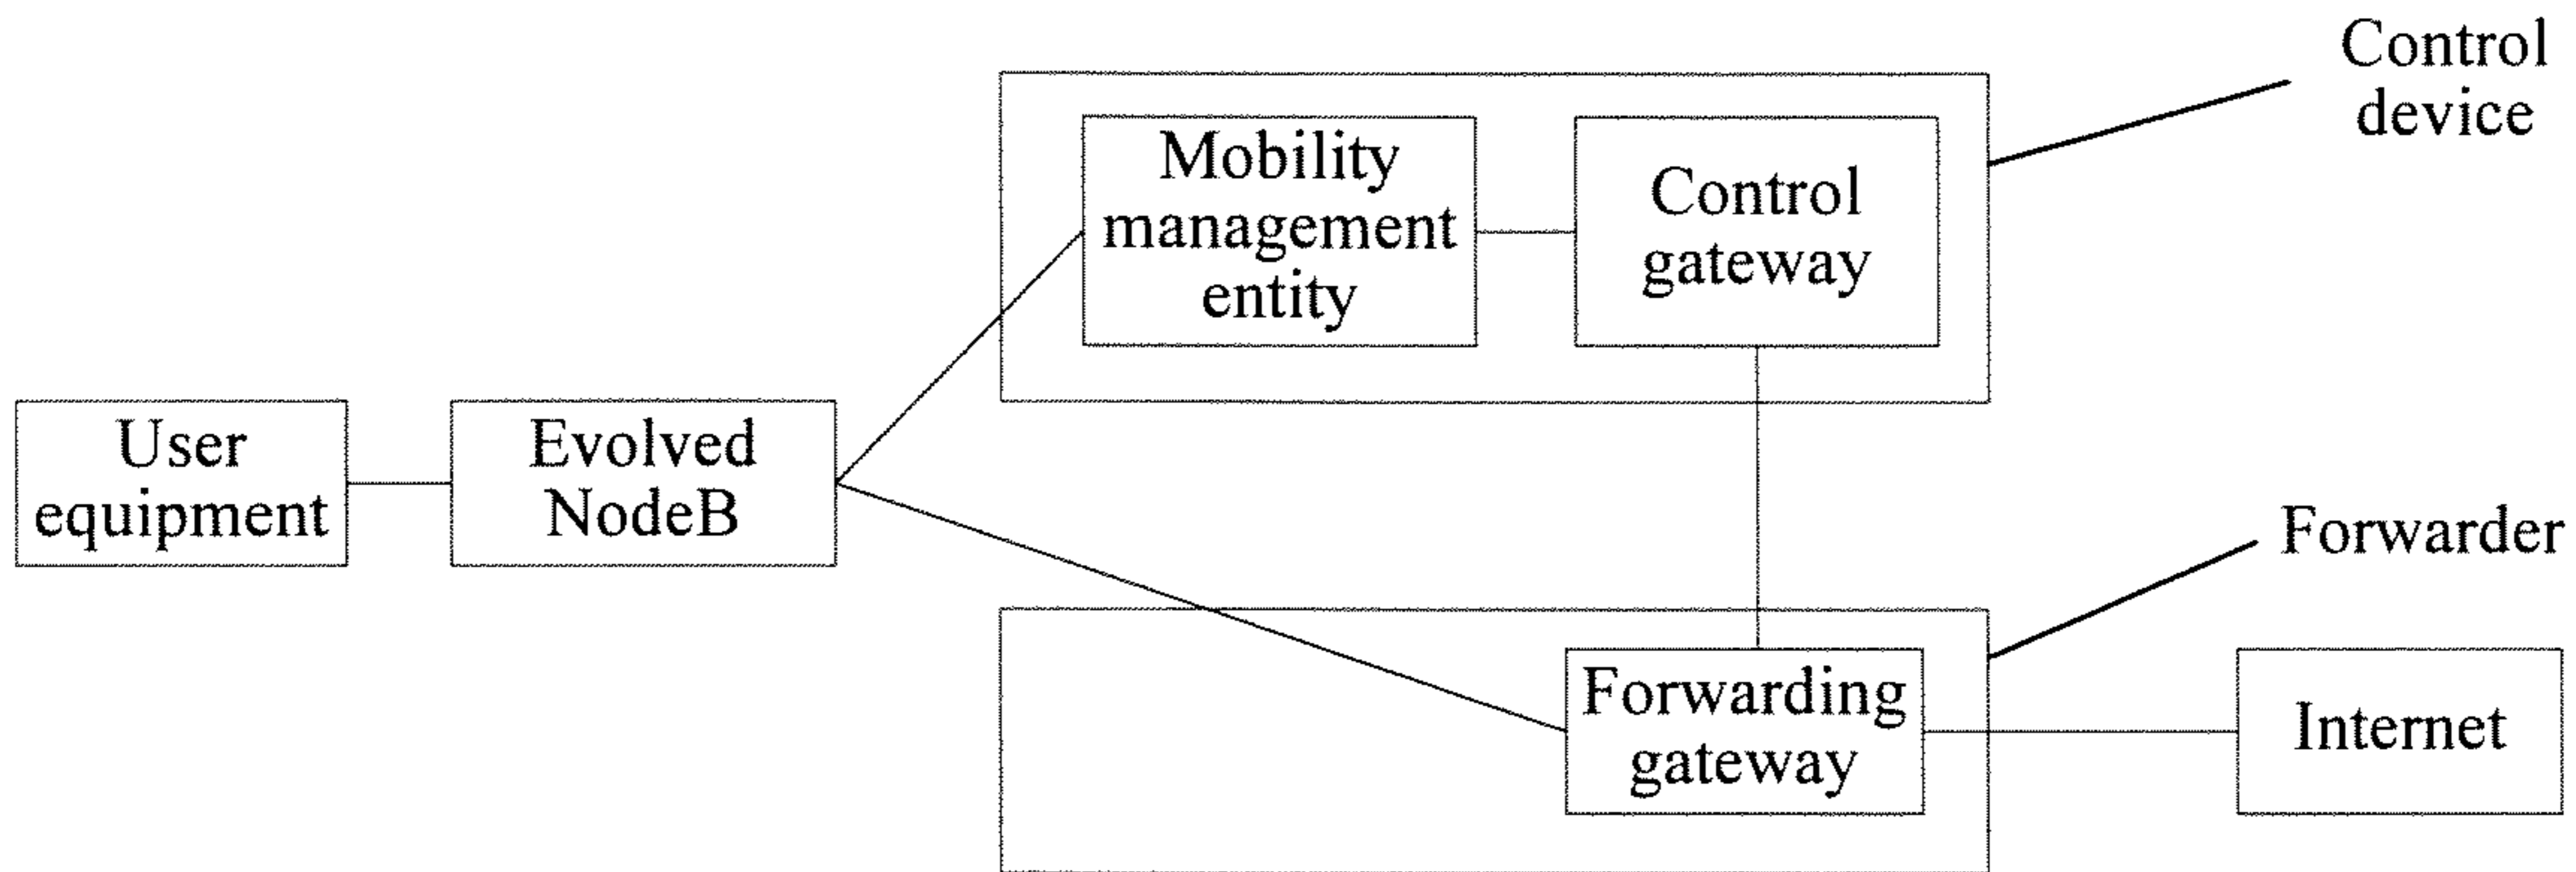 Control
device
Mobility
management
entity
Control
gateway
User
equipment
Evolved
NodeB
Forwarder
Forwarding
gateway
Internet